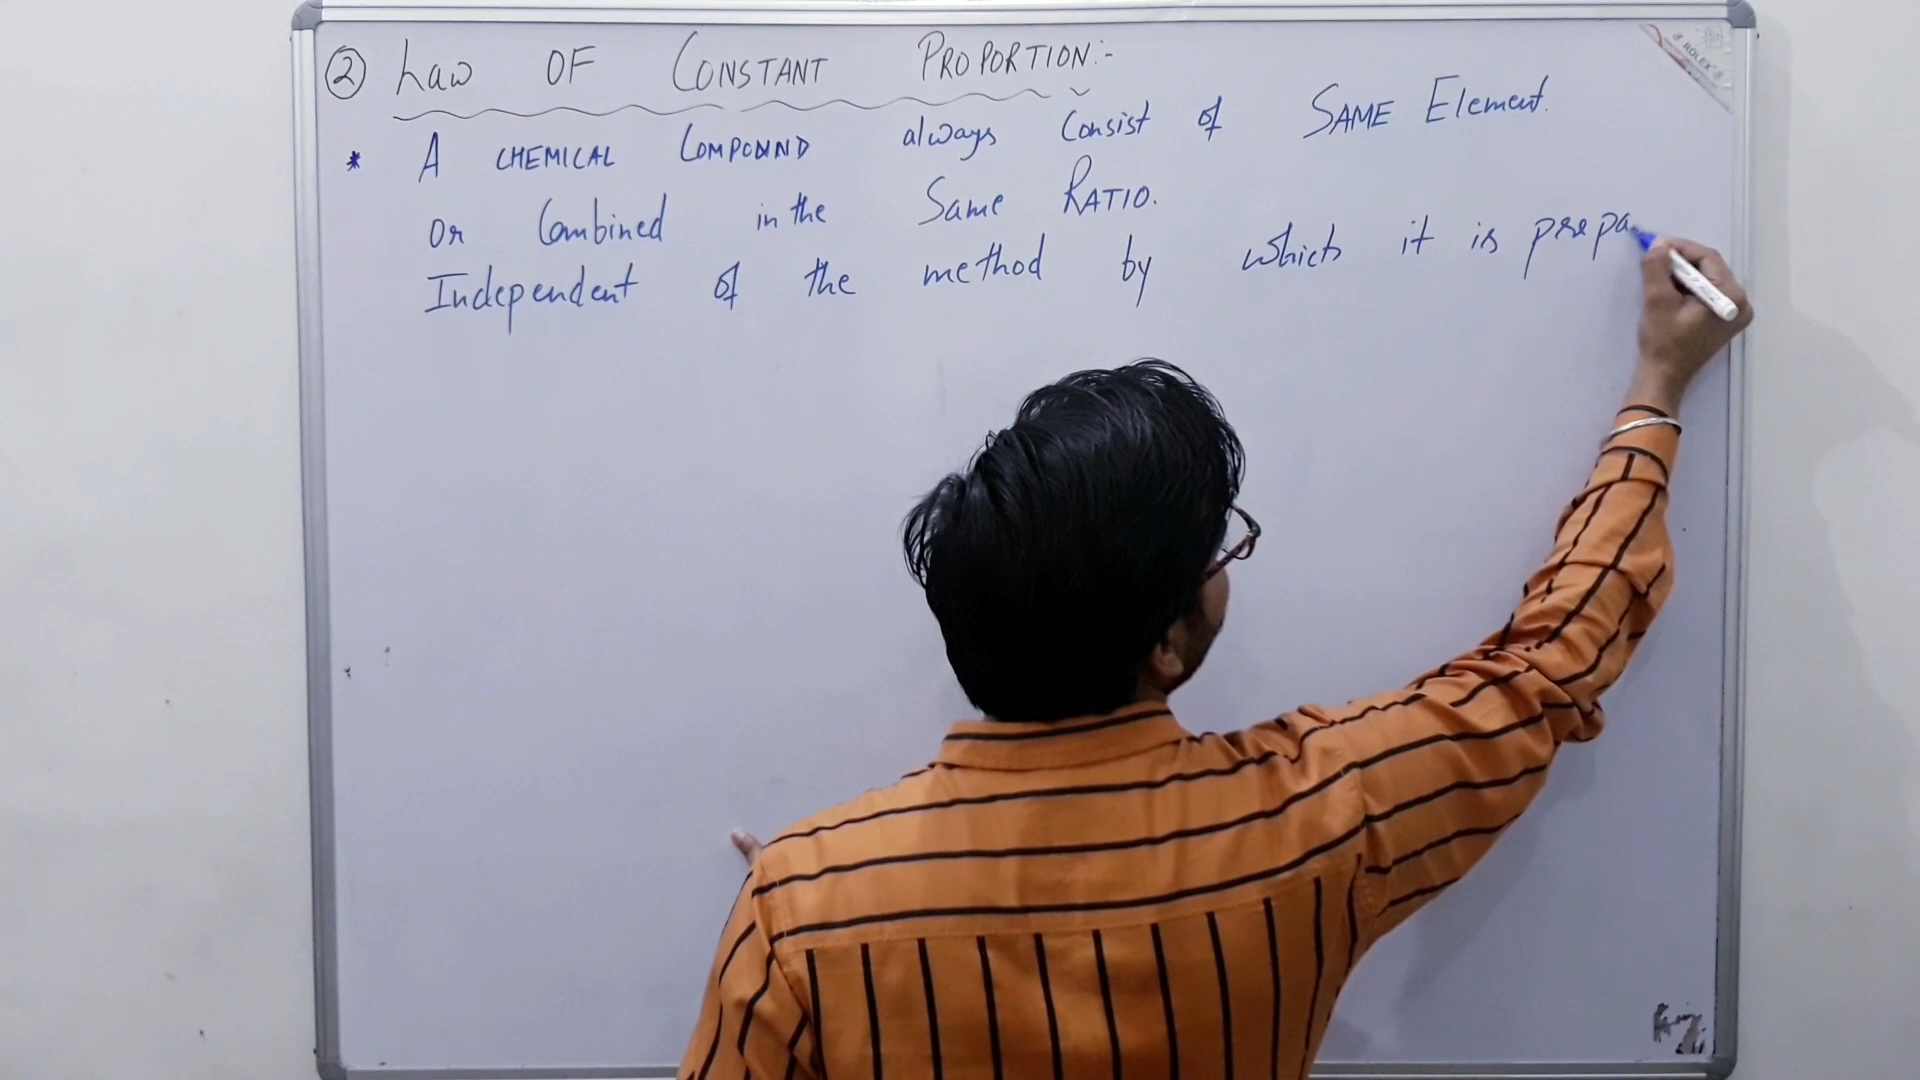 ② Law OF CONSTANT PROPORTION:-
* A CHEMICAL COMPOUND always Consist of SAME Element.
or Combined in the Same RATIO.
Independent of the method by which it is prepa
ROLEX